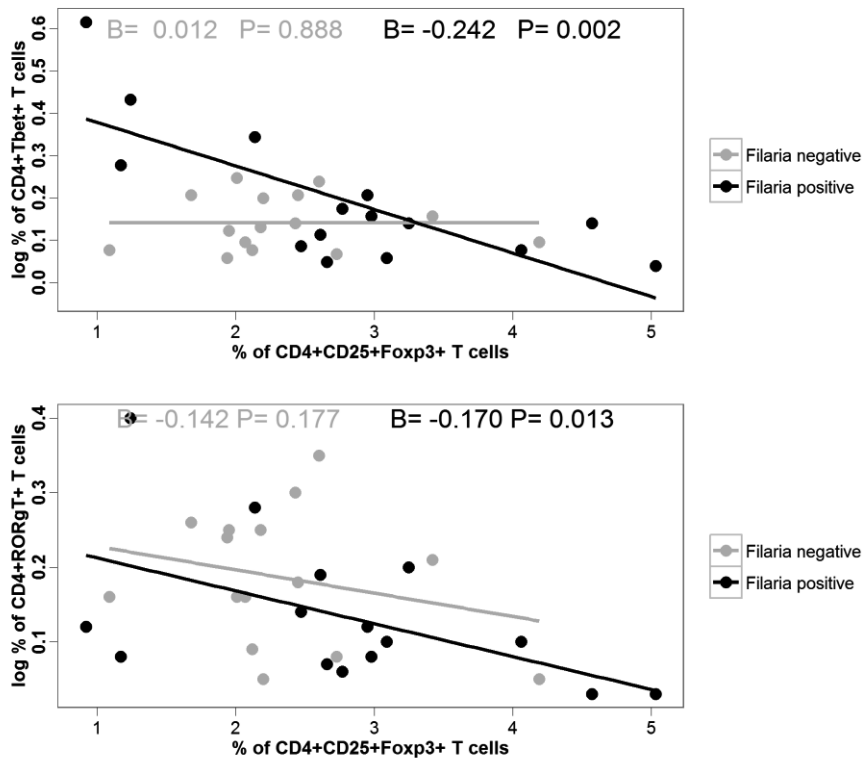 B= 0.012 P= 0.888 B= -0.242 P= 0.002
log % of CD4+Tbet+ T cells
0.6
0.5
0.4
0.3
0.2
0.1
0.0
1 2 3 4 5
% of CD4+CD25+Foxp3+ T cells
Filaria negative
Filaria positive
B= -0.142 P= 0.177 B= -0.170 P= 0.013
log % of CD4+RORgT+ T cells
0.4
0.3
0.2
0.1
1 2 3 4 5
% of CD4+CD25+Foxp3+ T cells
Filaria negative
Filaria positive